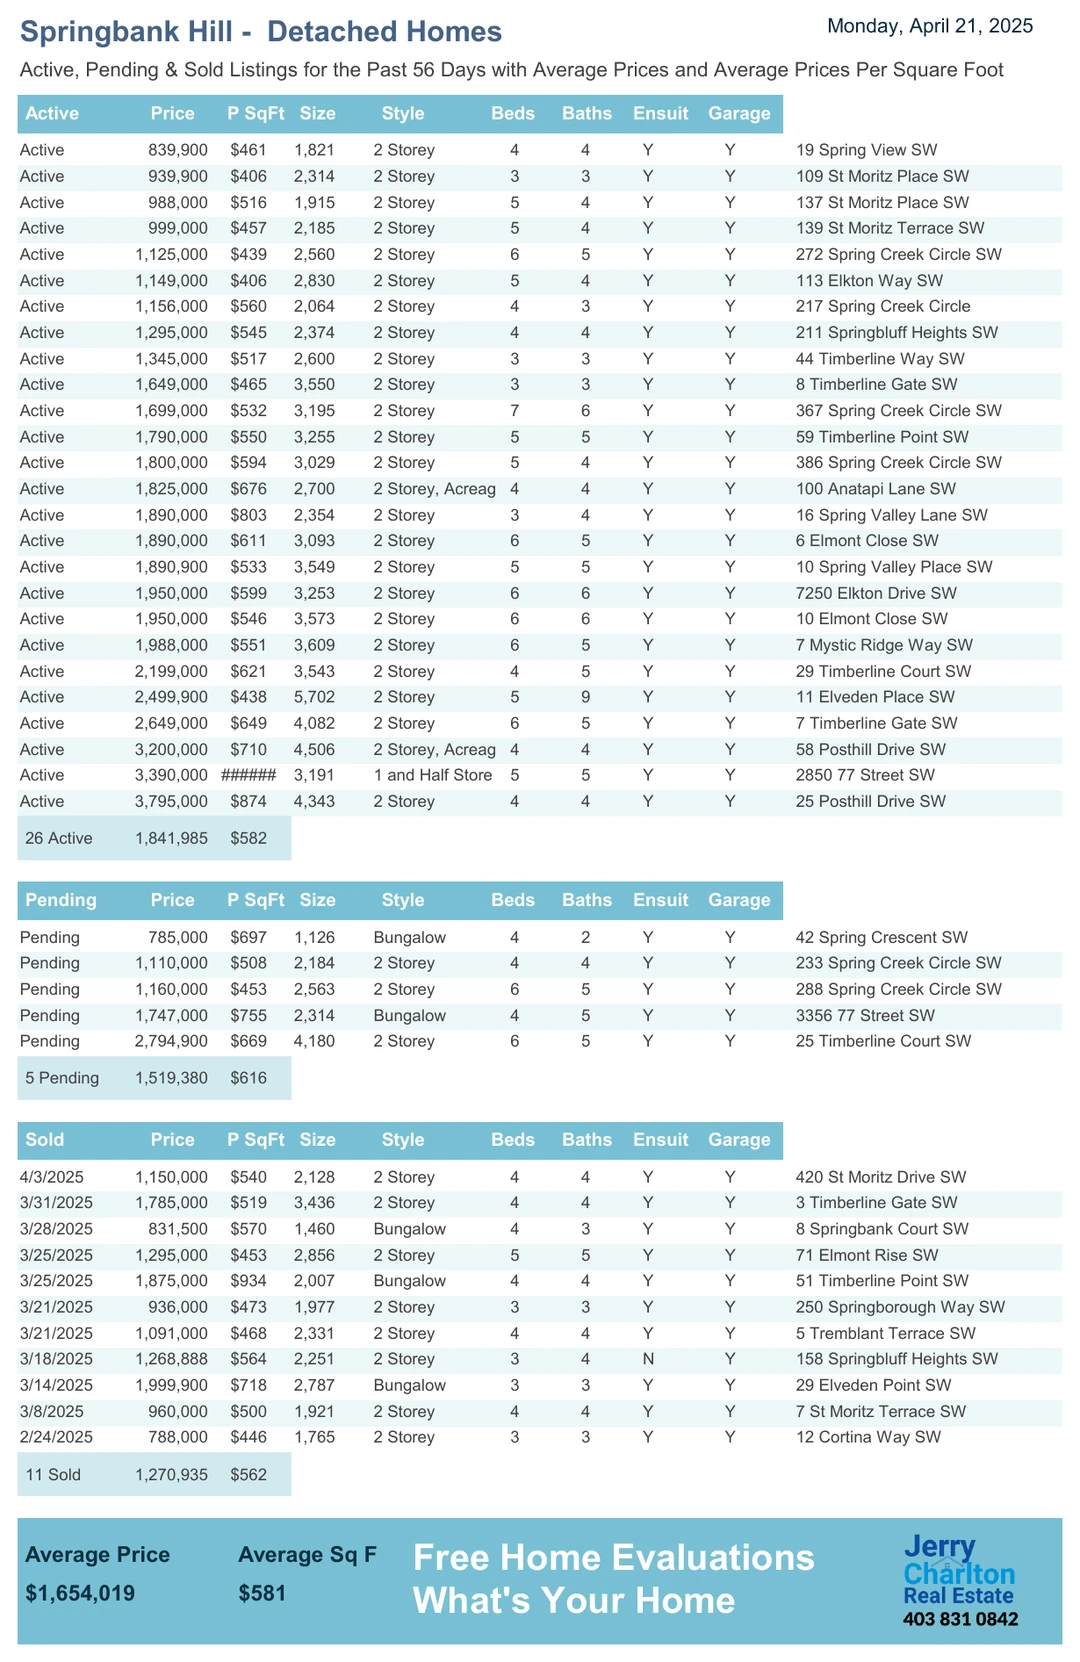 Springbank Hill - Detached Homes
Monday, April 21, 2025
Active, Pending & Sold Listings for the Past 56 Days with Average Prices and Average Prices Per Square Foot
Active Price P SqFt Size Style Beds Baths Ensuit Garage
Active 839,900 $461 1,821 2 Storey 4 4 Y Y 19 Spring View SW
Active 939,900 $406 2,314 2 Storey 3 3 Y Y 109 St Moritz Place SW
Active 988,000 $516 1,915 2 Storey 5 4 Y Y 137 St Moritz Place SW
Active 999,000 $457 2,185 2 Storey 5 4 Y Y 139 St Moritz Terrace SW
Active 1,125,000 $439 2,560 2 Storey 6 5 Y Y 272 Spring Creek Circle SW
Active 1,149,000 $406 2,830 2 Storey 5 4 Y Y 113 Elkton Way SW
Active 1,156,000 $560 2,064 2 Storey 4 3 Y Y 217 Spring Creek Circle
Active 1,295,000 $545 2,374 2 Storey 4 4 Y Y 211 Springbluff Heights SW
Active 1,345,000 $517 2,600 2 Storey 3 3 Y Y 44 Timberline Way SW
Active 1,649,000 $465 3,550 2 Storey 3 3 Y Y 8 Timberline Gate SW
Active 1,699,000 $532 3,195 2 Storey 7 6 Y Y 367 Spring Creek Circle SW
Active 1,790,000 $550 3,255 2 Storey 5 5 Y Y 59 Timberline Point SW
Active 1,800,000 $594 3,029 2 Storey 5 4 Y Y 386 Spring Creek Circle SW
Active 1,825,000 $676 2,700 2 Storey, Acreag 4 4 Y Y 100 Anatapi Lane SW
Active 1,890,000 $803 2,354 2 Storey 3 4 Y Y 16 Spring Valley Lane SW
Active 1,890,000 $611 3,093 2 Storey 6 5 Y Y 6 Elmont Close SW
Active 1,890,900 $533 3,549 2 Storey 5 5 Y Y 10 Spring Valley Place SW
Active 1,950,000 $599 3,253 2 Storey 6 6 Y Y 7250 Elkton Drive SW
Active 1,950,000 $546 3,573 2 Storey 6 6 Y Y 10 Elmont Close SW
Active 1,988,000 $551 3,609 2 Storey 6 5 Y Y 7 Mystic Ridge Way SW
Active 2,199,000 $621 3,543 2 Storey 4 5 Y Y 29 Timberline Court SW
Active 2,499,900 $438 5,702 2 Storey 5 9 Y Y 11 Elveden Place SW
Active 2,649,000 $649 4,082 2 Storey 6 5 Y Y 7 Timberline Gate SW
Active 3,200,000 $710 4,506 2 Storey, Acreag 4 4 Y Y 58 Posthill Drive SW
Active 3,390,000 ###### 3,191 1 and Half Store 5 5 Y Y 2850 77 Street SW
Active 3,795,000 $874 4,343 2 Storey 4 4 Y Y 25 Posthill Drive SW
26 Active 1,841,985 $582
Pending Price P SqFt Size Style Beds Baths Ensuit Garage
Pending 785,000 $697 1,126 Bungalow 4 2 Y Y 42 Spring Crescent SW
Pending 1,110,000 $508 2,184 2 Storey 4 4 Y Y 233 Spring Creek Circle SW
Pending 1,160,000 $453 2,563 2 Storey 6 5 Y Y 288 Spring Creek Circle SW
Pending 1,747,000 $755 2,314 Bungalow 4 5 Y Y 3356 77 Street SW
Pending 2,794,900 $669 4,180 2 Storey 6 5 Y Y 25 Timberline Court SW
5 Pending 1,519,380 $616
Sold Price P SqFt Size Style Beds Baths Ensuit Garage
4/3/2025 1,150,000 $540 2,128 2 Storey 4 4 Y Y 420 St Moritz Drive SW
3/31/2025 1,785,000 $519 3,436 2 Storey 4 4 Y Y 3 Timberline Gate SW
3/28/2025 831,500 $570 1,460 Bungalow 4 3 Y Y 8 Springbank Court SW
3/25/2025 1,295,000 $453 2,856 2 Storey 5 5 Y Y 71 Elmont Rise SW
3/25/2025 1,875,000 $934 2,007 Bungalow 4 4 Y Y 51 Timberline Point SW
3/21/2025 936,000 $473 1,977 2 Storey 3 3 Y Y 250 Springborough Way SW
3/21/2025 1,091,000 $468 2,331 2 Storey 4 4 Y Y 5 Tremblant Terrace SW
3/18/2025 1,268,888 $564 2,251 2 Storey 3 4 N Y 158 Springbluff Heights SW
3/14/2025 1,999,900 $718 2,787 Bungalow 3 3 Y Y 29 Elveden Point SW
3/8/2025 960,000 $500 1,921 2 Storey 4 4 Y Y 7 St Moritz Terrace SW
2/24/2025 788,000 $446 1,765 2 Storey 3 3 Y Y 12 Cortina Way SW
11 Sold 1,270,935 $562
Average Price Average Sq F
$1,654,019 $581
Free Home Evaluations
What's Your Home
Jerry
Charlton
Real Estate
403 831 0842